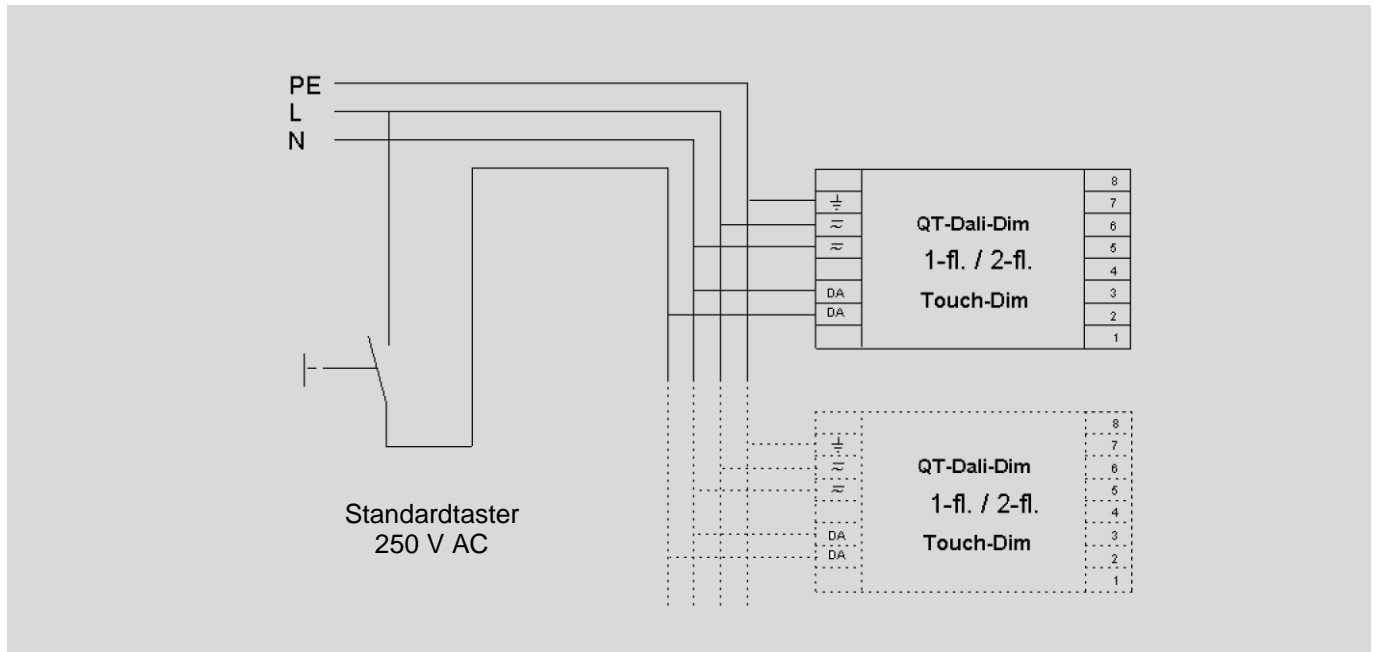 PE
L
N
8
7
6
5
4
3
2
1
DA
DA
QT-Dali-Dim
1-fl. / 2-fl.
Touch-Dim
8
7
6
5
4
3
2
1
DA
DA
QT-Dali-Dim
1-fl. / 2-fl.
Touch-Dim
Standardtaster
250 V AC